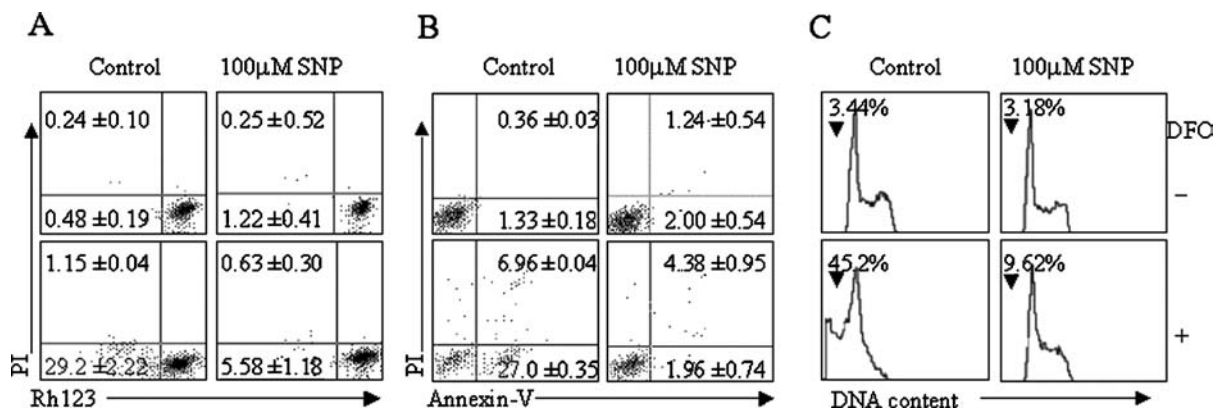 A
B
C
Control 100μM SNP
Control 100μM SNP
Control 100μM SNP
0.24 ±0.10
0.25 ±0.52
0.36 ±0.03
1.24 ±0.54
3.44%
3.18%
DFO
0.48 ±0.19
1.22 ±0.41
1.33 ±0.18
2.00 ±0.54
−
1.15 ±0.04
0.63 ±0.30
6.96 ±0.04
4.38 ±0.95
45.2%
9.62%
29.2 ±2.22
5.58 ±1.18
27.0 ±0.35
1.96 ±0.74
+
PI
PI
Rh123
Annexin-V
DNA content